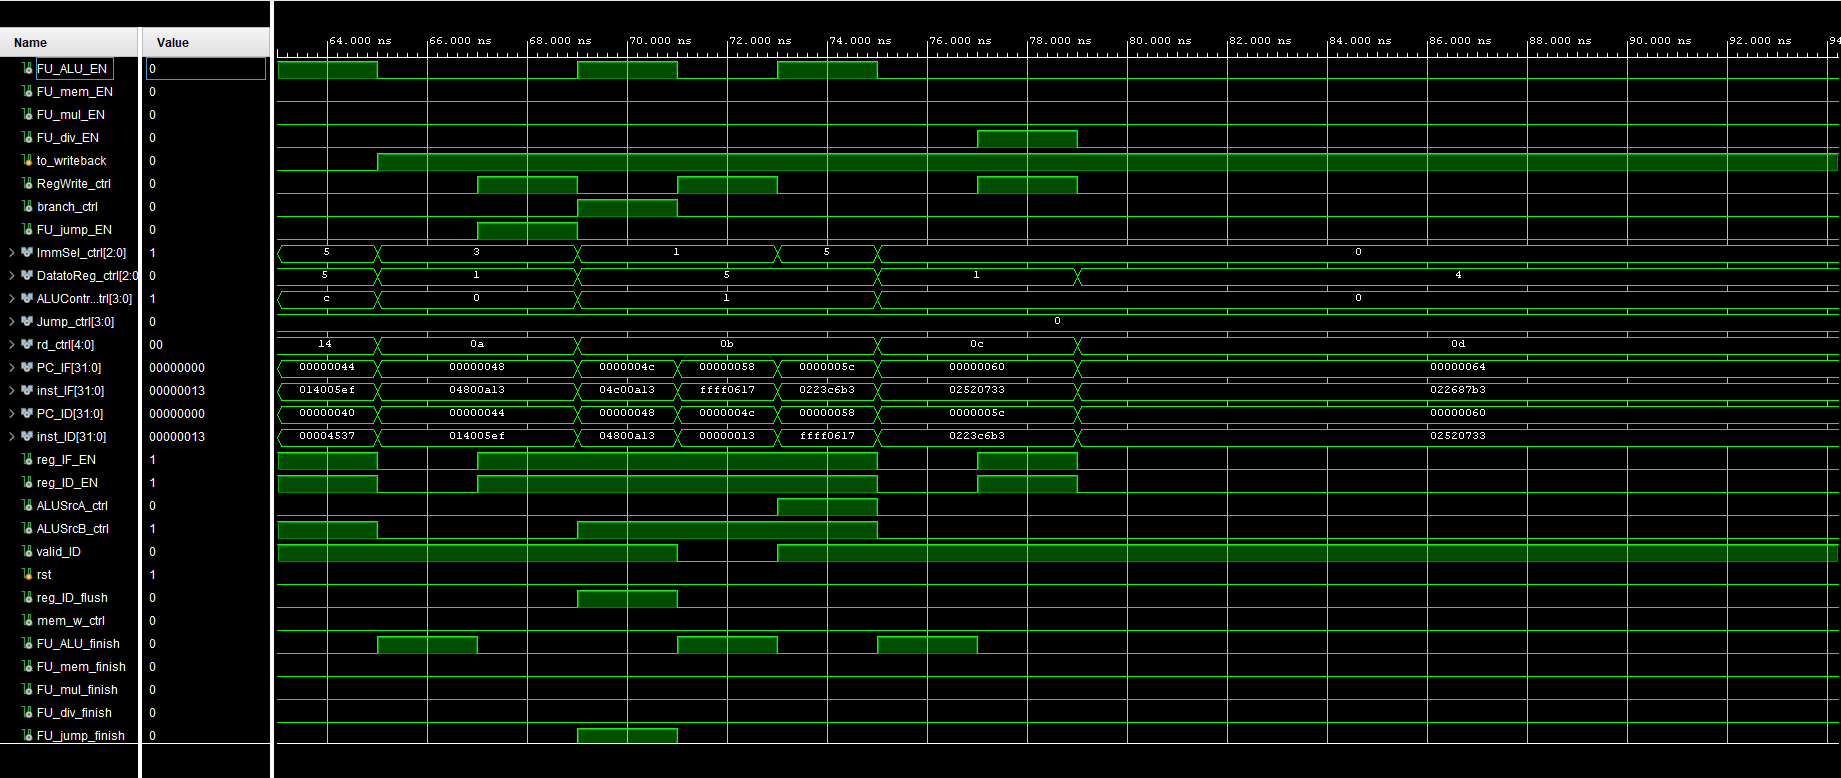 Name Value 64.000 ns 66.000 ns 68.000 ns 70.000 ns 72.000 ns 74.000 ns 76.000 ns 78.000 ns 80.000 ns 82.000 ns 84.000 ns 86.000 ns 88.000 ns 90.000 ns 92.000 ns 94
FU_ALU_EN 0
FU_mem_EN 0
FU_mul_EN 0
FU_div_EN 0
to_writeback 0
RegWrite_ctrl 0
branch_ctrl 0
FU_jump_EN 0
ImmSel_ctrl[2:0] 1 5 3 1 5 0
DatatoReg_ctrl[2:0 0 5 1 5 1 4
ALUContr...trl[3:0] 1 c 0 1 0
Jump_ctrl[3:0] 0 0
rd_ctrl[4:0] 00 14 0a 0b 0c 0d
PC_IF[31:0] 00000000 00000044 00000048 0000004c 00000058 0000005c 00000060 00000064
inst_IF[31:0] 00000013 014005ef 04800a13 04c00a13 ffff0617 0223c6b3 02520733 022687b3
PC_ID[31:0] 00000000 00000040 00000044 00000048 0000004c 00000058 0000005c 00000060
inst_ID[31:0] 00000013 00004537 014005ef 04800a13 00000013 ffff0617 0223c6b3 02520733
reg_IF_EN 1
reg_ID_EN 1
ALUSrcA_ctrl 0
ALUSrcB_ctrl 1
valid_ID 0
rst 1
reg_ID_flush 0
mem_w_ctrl 0
FU_ALU_finish 0
FU_mem_finish 0
FU_mul_finish 0
FU_div_finish 0
FU_jump_finish 0